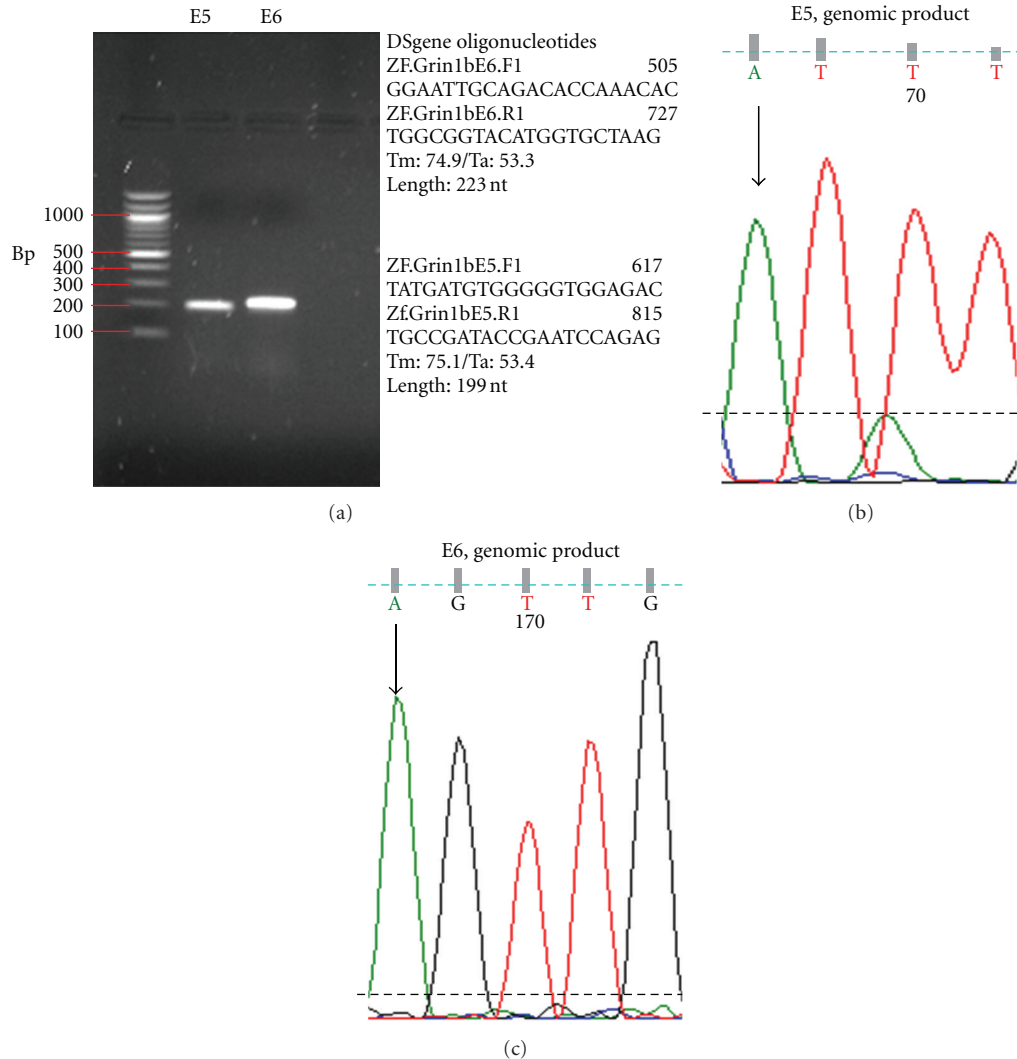 E5 E6
1000
Bp
500
400
300
200
100
DSgene oligonucleotides
ZF.Grin1bE6.F1 505
GGAATTGCAGACACCAAACAC
ZF.Grin1bE6.R1 727
TGGCGGTACATGGTGCTAAG
Tm: 74.9/Ta: 53.3
Length: 223 nt
ZF.Grin1bE5.F1 617
TATGATGTGGGGGTGGAGAC
Zf.Grin1bE5.R1 815
TGCCGATACCGAATCCAGAG
Tm: 75.1/Ta: 53.4
Length: 199 nt
(a)
E5, genomic product
A T T T
70
(b)
E6, genomic product
A G T T G
170
(c)